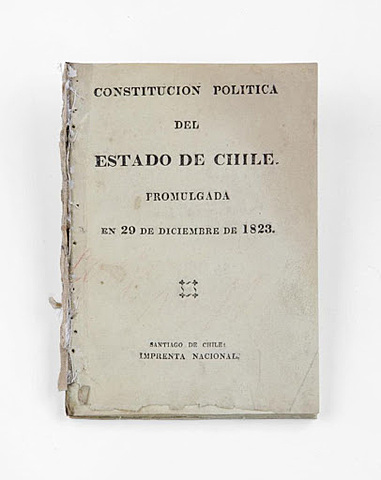 CONSTITUCION POLITICA
DEL
ESTADO DE CHILE.
PROMULGADA
EN 29 DE DICIEMBRE DE 1823.
SANTIAGO DE CHILE:
IMPRENTA NACIONAL.